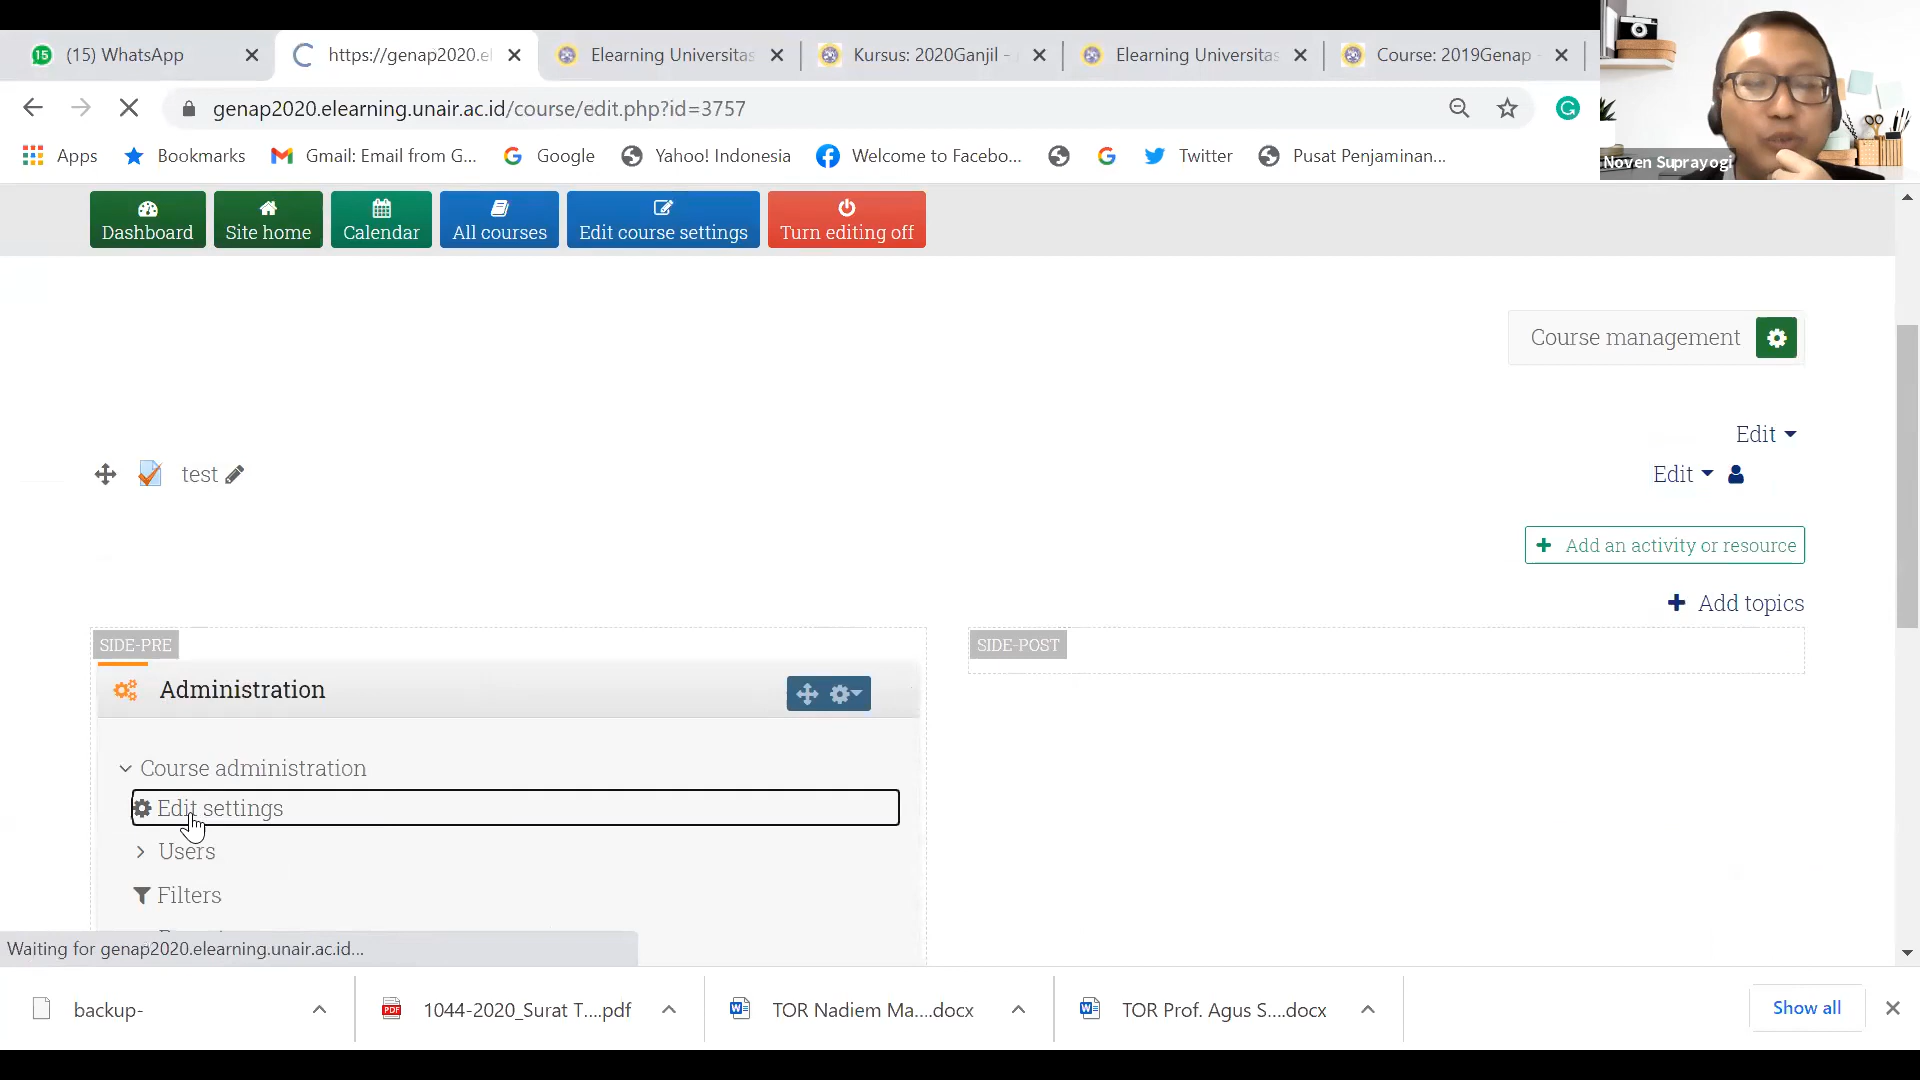 (15) WhatsApp
https://genap2020.el
Elearning Universitas
Kursus: 2020Ganjil -
Elearning Universitas
Course: 2019Genap -
genap2020.elearning.unair.ac.id/course/edit.php?id=3757
Apps
Bookmarks
Gmail: Email from G...
Google
Yahoo! Indonesia
Welcome to Facebo...
Twitter
Pusat Penjaminan...
Noven Suprayogi
Dashboard
Site home
Calendar
All courses
Edit course settings
Turn editing off
Course management
Edit
test
Edit
Add an activity or resource
Add topics
SIDE-PRE
SIDE-POST
Administration
Course administration
Edit settings
Users
Filters
Waiting for genap2020.elearning.unair.ac.id...
backup-
1044-2020_Surat T....pdf
TOR Nadiem Ma....docx
TOR Prof. Agus S....docx
Show all